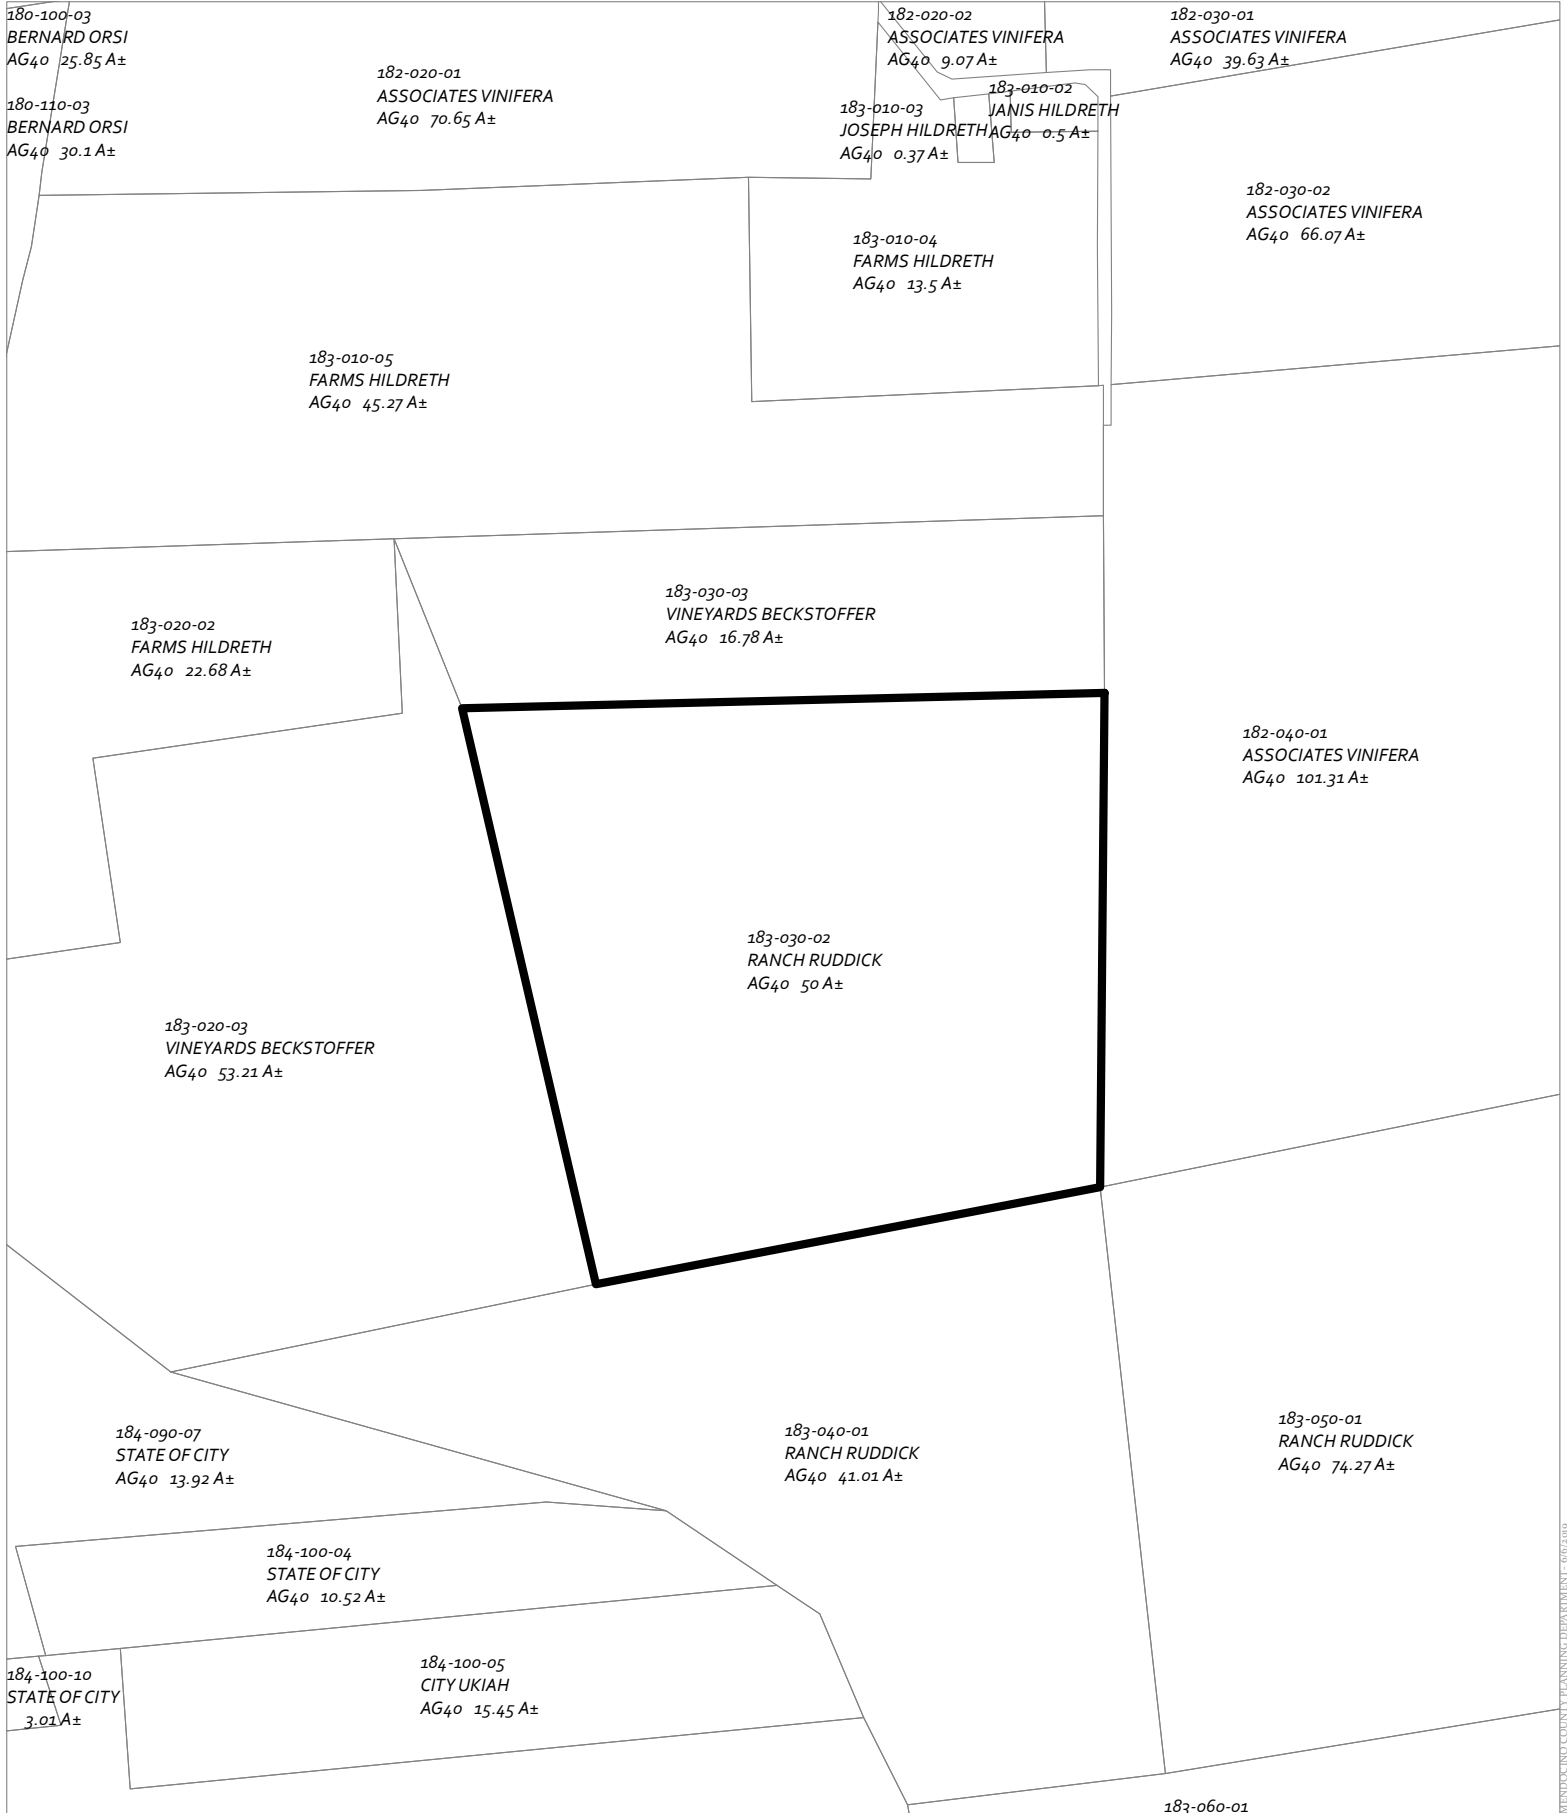 180-100-03
BERNARD ORSI
AG40 25.85 A±
180-110-03
BERNARD ORSI
AG40 30.1 A±
182-020-01
ASSOCIATES VINIFERA
AG40 70.65 A±
182-020-02
ASSOCIATES VINIFERA
AG40 9.07 A±
182-030-01
ASSOCIATES VINIFERA
AG40 39.63 A±
183-010-03
JOSEPH HILDRETH
AG40 0.37 A±
183-010-02
JANIS HILDRETH
AG40 0.5 A±
182-030-02
ASSOCIATES VINIFERA
AG40 66.07 A±
183-010-04
FARMS HILDRETH
AG40 13.5 A±
183-010-05
FARMS HILDRETH
AG40 45.27 A±
183-030-03
VINEYARDS BECKSTOFFER
AG40 16.78 A±
183-020-02
FARMS HILDRETH
AG40 22.68 A±
182-040-01
ASSOCIATES VINIFERA
AG40 101.31 A±
183-030-02
RANCH RUDDICK
AG40 50 A±
183-020-03
VINEYARDS BECKSTOFFER
AG40 53.21 A±
184-090-07
STATE OF CITY
AG40 13.92 A±
183-040-01
RANCH RUDDICK
AG40 41.01 A±
183-050-01
RANCH RUDDICK
AG40 74.27 A±
184-100-04
STATE OF CITY
AG40 10.52 A±
184-100-10
STATE OF CITY
3.01 A±
184-100-05
CITY UKIAH
AG40 15.45 A±
183-060-01
MENDOCINO COUNTY PLANNING DEPARTMENT - 6/6/2019